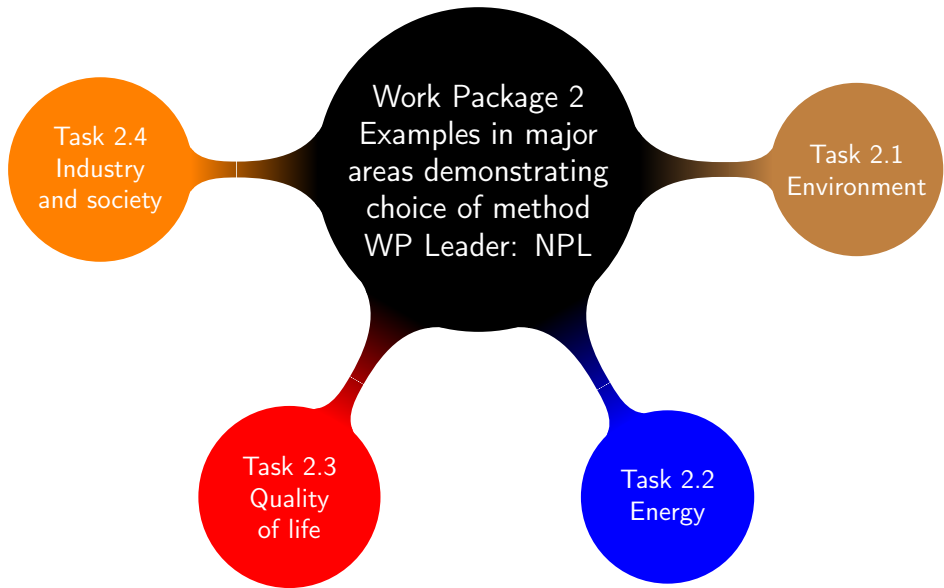 Work Package 2
Examples in major
areas demonstrating
choice of method
WP Leader: NPL
Task 2.4
Industry
and society
Task 2.1
Environment
Task 2.3
Quality
of life
Task 2.2
Energy